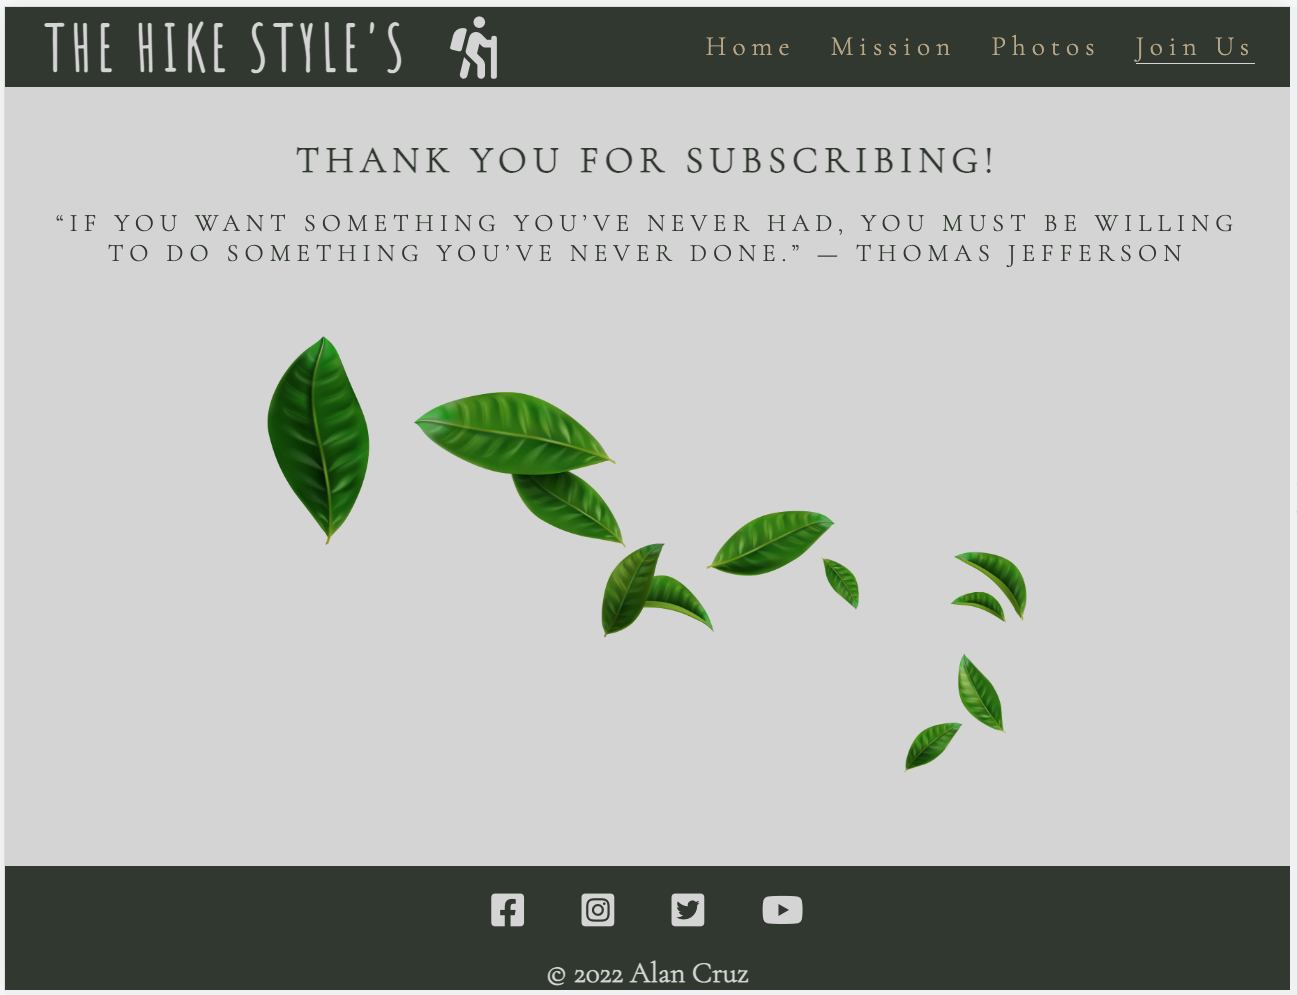 THE HIKE STYLE'S
Home Mission Photos Join Us
THANK YOU FOR SUBSCRIBING!
“IF YOU WANT SOMETHING YOU’VE NEVER HAD, YOU MUST BE WILLING
TO DO SOMETHING YOU’VE NEVER DONE.” — THOMAS JEFFERSON
© 2022 Alan Cruz